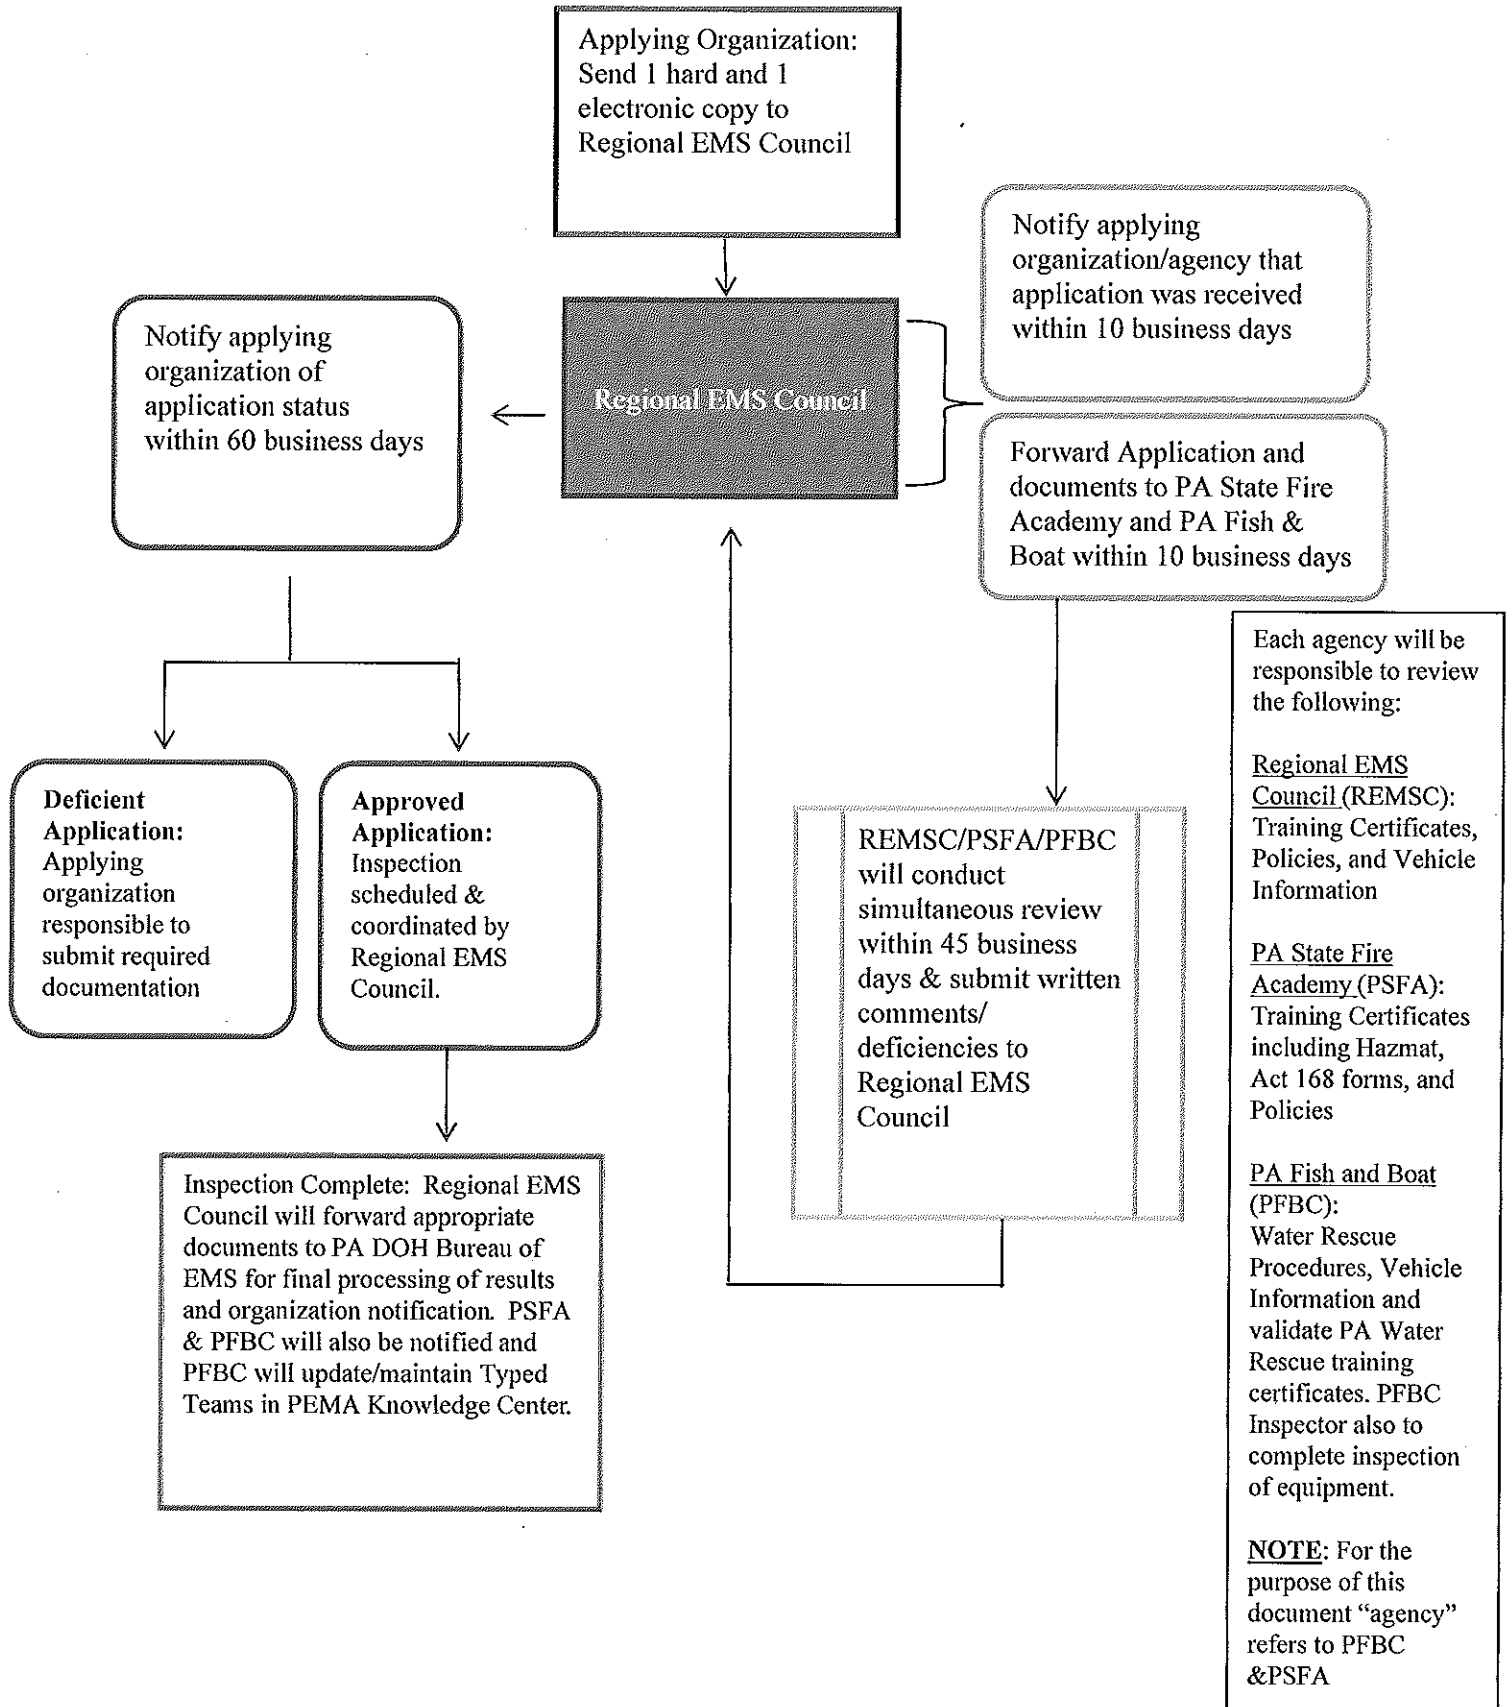 Applying Organization:
Send 1 hard and 1
electronic copy to
Regional EMS Council
Notify applying
organization/agency that
application was received
within 10 business days
Regional EMS Council
Notify applying
organization of
application status
within 60 business days
Forward Application and
documents to PA State Fire
Academy and PA Fish &
Boat within 10 business days
Deficient
Application:
Applying
organization
responsible to
submit required
documentation
Approved
Application:
Inspection
scheduled &
coordinated by
Regional EMS
Council.
REMSC/PSFA/PFBC
will conduct
simultaneous review
within 45 business
days & submit written
comments/
deficiencies to
Regional EMS
Council
Inspection Complete: Regional EMS
Council will forward appropriate
documents to PA DOH Bureau of
EMS for final processing of results
and organization notification. PSFA
& PFBC will also be notified and
PFBC will update/maintain Typed
Teams in PEMA Knowledge Center.
Each agency will be
responsible to review
the following:
Regional EMS
Council (REMSC):
Training Certificates,
Policies, and Vehicle
Information
PA State Fire
Academy (PSFA):
Training Certificates
including Hazmat,
Act 168 forms, and
Policies
PA Fish and Boat
(PFBC):
Water Rescue
Procedures, Vehicle
Information and
validate PA Water
Rescue training
certificates. PFBC
Inspector also to
complete inspection
of equipment.
NOTE: For the
purpose of this
document “agency”
refers to PFBC
&PSFA